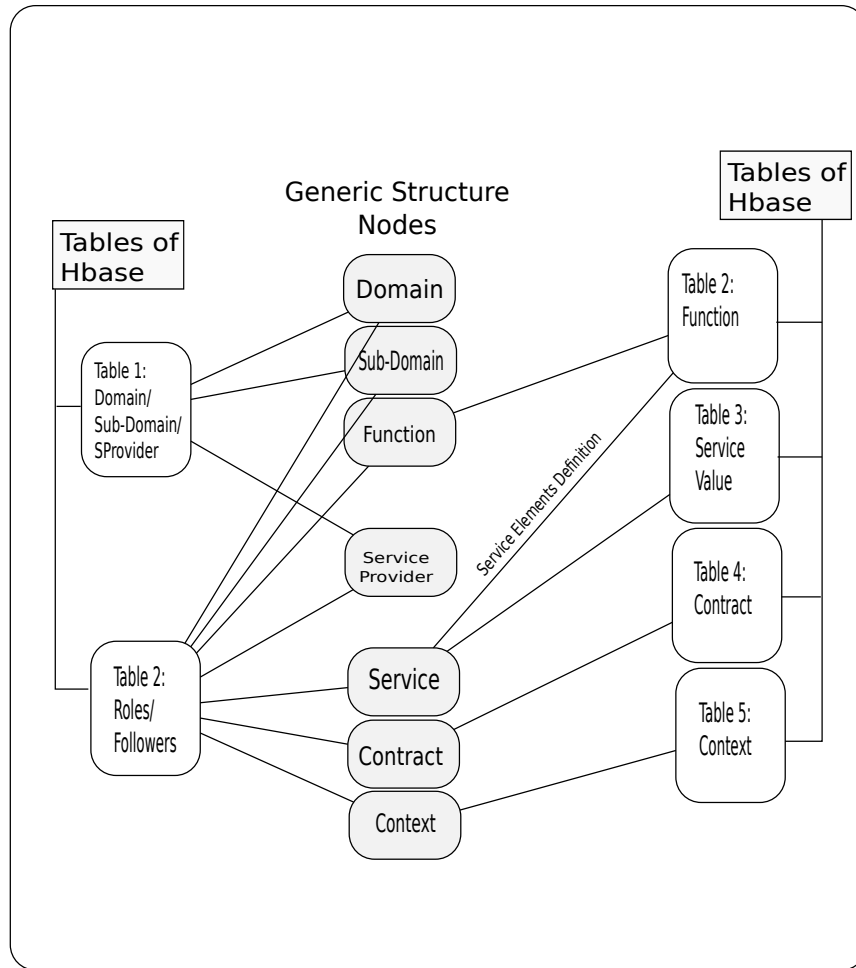 Generic Structure
Nodes
Tables of
Hbase
Table 1:
Domain/
Sub-Domain/
SProvider
Table 2:
Roles/
Followers
Domain
Sub-Domain
Function
Service
Provider
Service
Contract
Context
Service Elements Definition
Tables of
Hbase
Table 2:
Function
Table 3:
Service
Value
Table 4:
Contract
Table 5:
Context